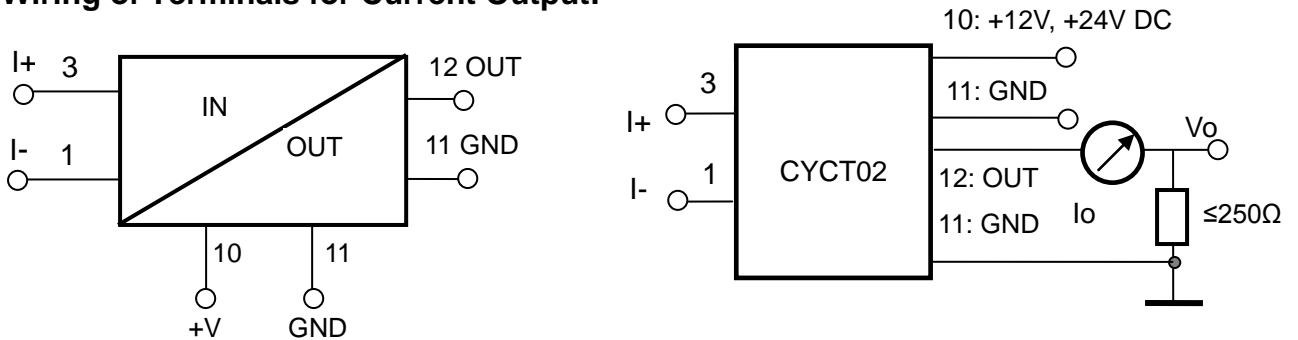 Wiring of Terminals for Current Output:
I+ 3
IN
OUT
12 OUT
I- 1
11 GND
10
11
+V
GND
10: +12V, +24V DC
3
I+
11: GND
Vo
1
I-
CYCT02
12: OUT
Io
≤250Ω
11: GND